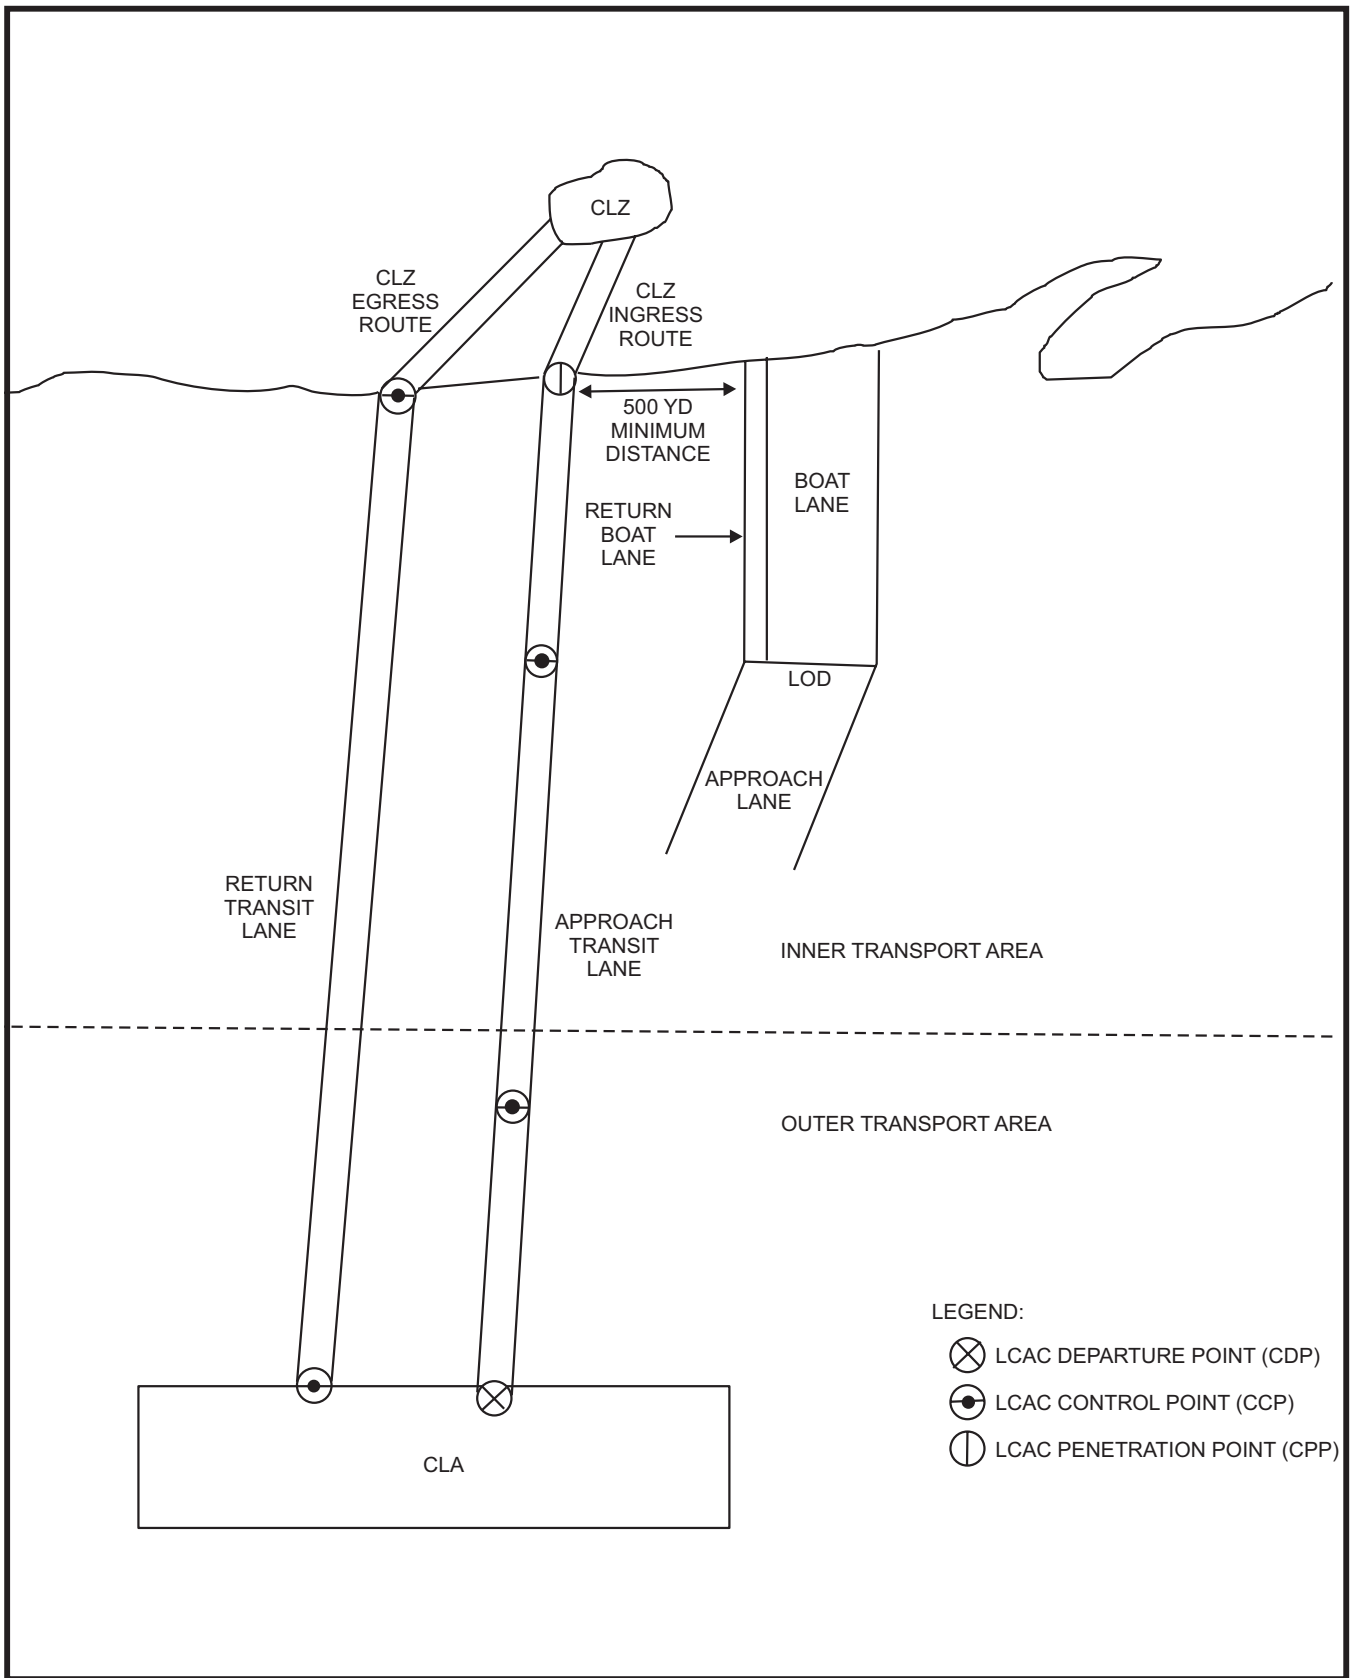 CLZ
CLZ
EGRESS
ROUTE
CLZ
INGRESS
ROUTE
500 YD
MINIMUM
DISTANCE
BOAT
LANE
RETURN
BOAT
LANE
LOD
APPROACH
LANE
RETURN
TRANSIT
LANE
APPROACH
TRANSIT
LANE
INNER TRANSPORT AREA
OUTER TRANSPORT AREA
LEGEND:
LCAC DEPARTURE POINT (CDP)
LCAC CONTROL POINT (CCP)
LCAC PENETRATION POINT (CPP)
CLA